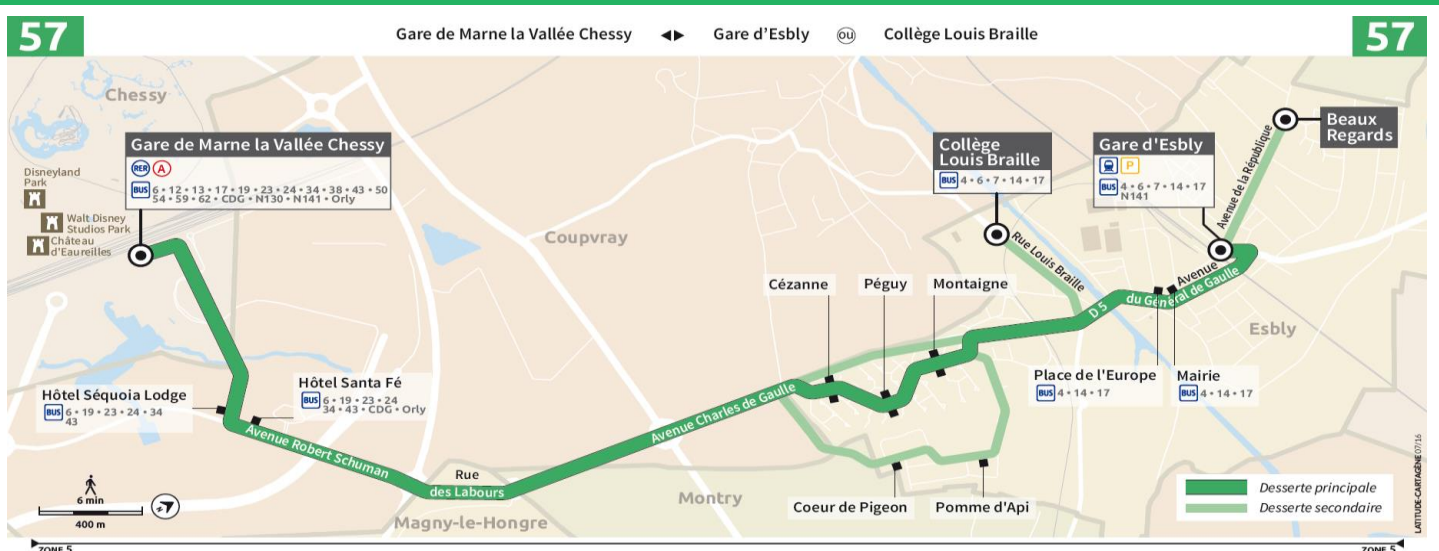 57
Gare de Marne la Vallée Chessy ◄► Gare d'Esbly ou Collège Louis Braille
57
Chessy
Gare de Marne la Vallée Chessy
RER A
BUS 6 • 12 • 13 • 17 • 19 • 23 • 24 • 34 • 38 • 43 • 50
54 • 59 • 62 • CDG • N130 • N141 • Orly
Disneyland
Park
Walt Disney
Studios Park
Château
d'Eaureilles
Coupvray
Collège
Louis Braille
BUS 4 • 6 • 7 • 14 • 17
Gare d'Esbly
P
BUS 4 • 6 • 7 • 14 • 17
N141
Beaux
Regards
Avenue de la République
Rue Louis Braille
Avenue
du Général de Gaulle
D 5
Esbly
Cézanne
Péguy
Montaigne
Place de l'Europe
BUS 4 • 14 • 17
Mairie
BUS 4 • 14 • 17
Hôtel Séquoia Lodge
BUS 6 • 19 • 23 • 24 • 34
43
Hôtel Santa Fé
BUS 6 • 19 • 23 • 24
34 • 43 • CDG • Orly
Avenue Robert Schuman
Rue
des Labours
Avenue Charles de Gaulle
Coeur de Pigeon
Pomme d'Api
Montry
Magny-le-Hongre
6 min
400 m
Desserte principale
Desserte secondaire
LATITUDE-CARTAGÈNE 07/16
ZONE 5
ZONE 5